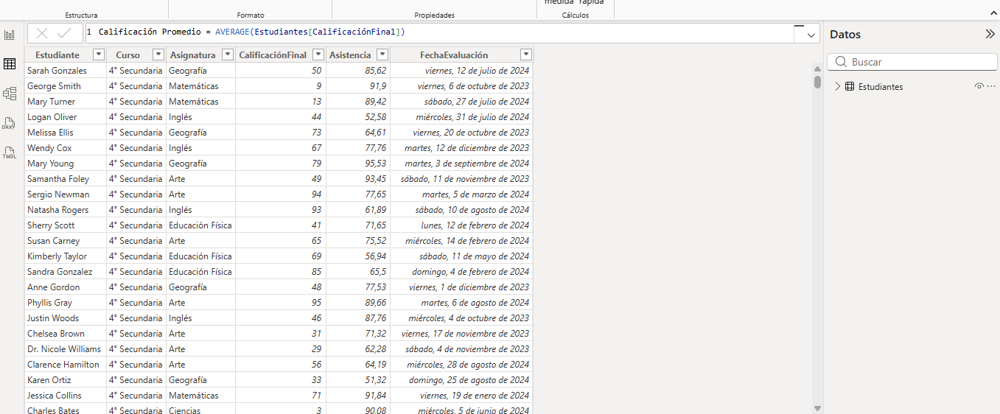 medida rápida
Estructura Formato Propiedades Cálculos
1 Calificación Promedio = AVERAGE(Estudiantes[CalificaciónFinal])
Datos
Buscar
Estudiantes
DAX
TMDL
Estudiante Curso Asignatura CalificaciónFinal Asistencia FechaEvaluación
Sarah Gonzales 4° Secundaria Geografía 50 85,62 viernes, 12 de julio de 2024
George Smith 4° Secundaria Matemáticas 9 91,9 viernes, 6 de octubre de 2023
Mary Turner 4° Secundaria Matemáticas 13 89,42 sábado, 27 de julio de 2024
Logan Oliver 4° Secundaria Inglés 44 52,58 miércoles, 31 de julio de 2024
Melissa Ellis 4° Secundaria Geografía 73 64,61 viernes, 20 de octubre de 2023
Wendy Cox 4° Secundaria Inglés 67 77,76 martes, 12 de diciembre de 2023
Mary Young 4° Secundaria Geografía 79 95,53 martes, 3 de septiembre de 2024
Samantha Foley 4° Secundaria Arte 49 93,45 sábado, 11 de noviembre de 2023
Sergio Newman 4° Secundaria Arte 94 77,65 martes, 5 de marzo de 2024
Natasha Rogers 4° Secundaria Inglés 93 61,89 sábado, 10 de agosto de 2024
Sherry Scott 4° Secundaria Educación Física 41 71,65 lunes, 12 de febrero de 2024
Susan Carney 4° Secundaria Arte 65 75,52 miércoles, 14 de febrero de 2024
Kimberly Taylor 4° Secundaria Educación Física 69 56,94 sábado, 11 de mayo de 2024
Sandra Gonzalez 4° Secundaria Educación Física 85 65,5 domingo, 4 de febrero de 2024
Anne Gordon 4° Secundaria Geografía 48 77,53 viernes, 1 de diciembre de 2023
Phyllis Gray 4° Secundaria Arte 95 89,66 martes, 6 de agosto de 2024
Justin Woods 4° Secundaria Inglés 46 87,76 miércoles, 4 de octubre de 2023
Chelsea Brown 4° Secundaria Arte 31 71,32 viernes, 17 de noviembre de 2023
Dr. Nicole Williams 4° Secundaria Arte 29 62,28 sábado, 4 de noviembre de 2023
Clarence Hamilton 4° Secundaria Arte 56 64,19 miércoles, 28 de agosto de 2024
Karen Ortiz 4° Secundaria Geografía 33 51,32 domingo, 25 de agosto de 2024
Jessica Collins 4° Secundaria Matemáticas 71 91,84 viernes, 19 de enero de 2024
Charles Bates 4° Secundaria Ciencias 3 90,08 miércoles, 5 de junio de 2024